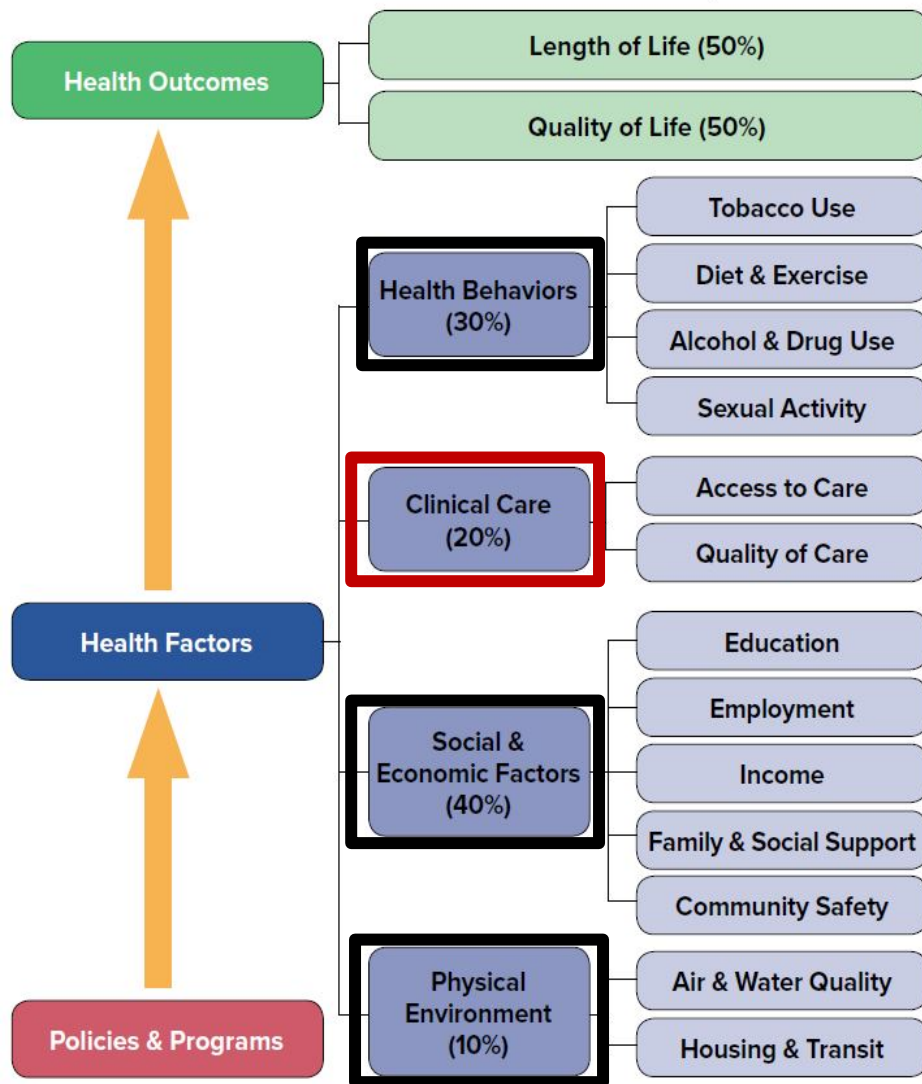 Health Outcomes
Length of Life (50%)
Quality of Life (50%)
Health Factors
Health Behaviors
(30%)
Tobacco Use
Diet & Exercise
Alcohol & Drug Use
Sexual Activity
Clinical Care
(20%)
Access to Care
Quality of Care
Social &
Economic Factors
(40%)
Education
Employment
Income
Family & Social Support
Community Safety
Physical
Environment
(10%)
Air & Water Quality
Housing & Transit
Policies & Programs